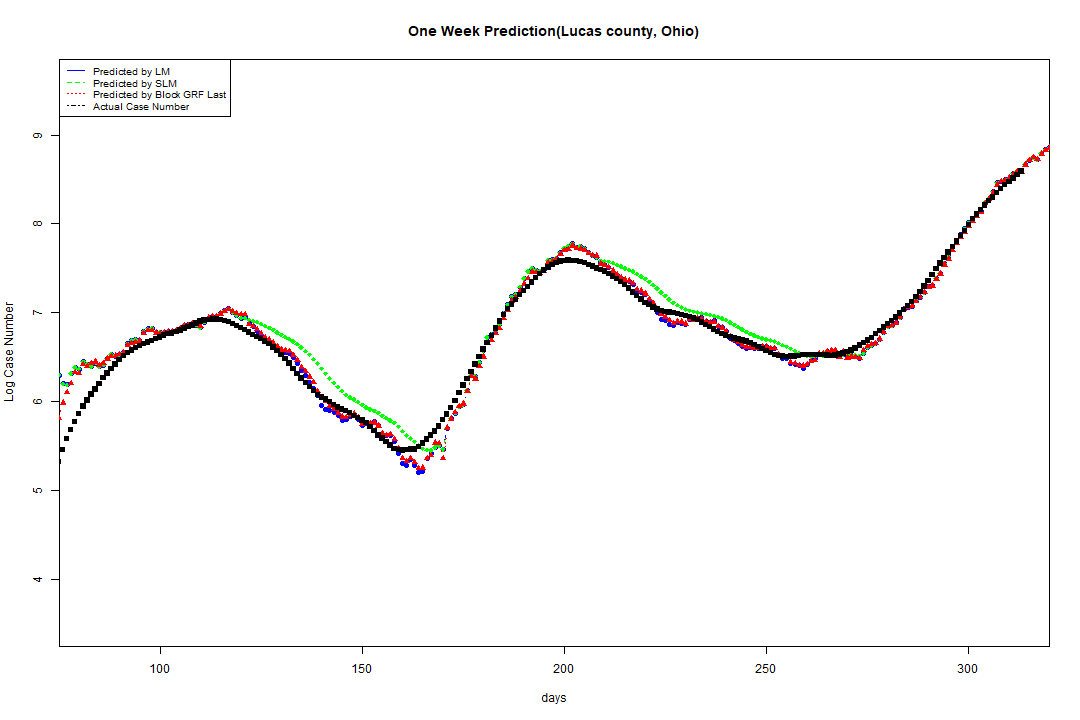 One Week Prediction(Lucas county, Ohio)
Predicted by LM
Predicted by SLM
Predicted by Block GRF Last
Actual Case Number
Log Case Number
9
8
7
6
5
4
100 150 200 250 300
days